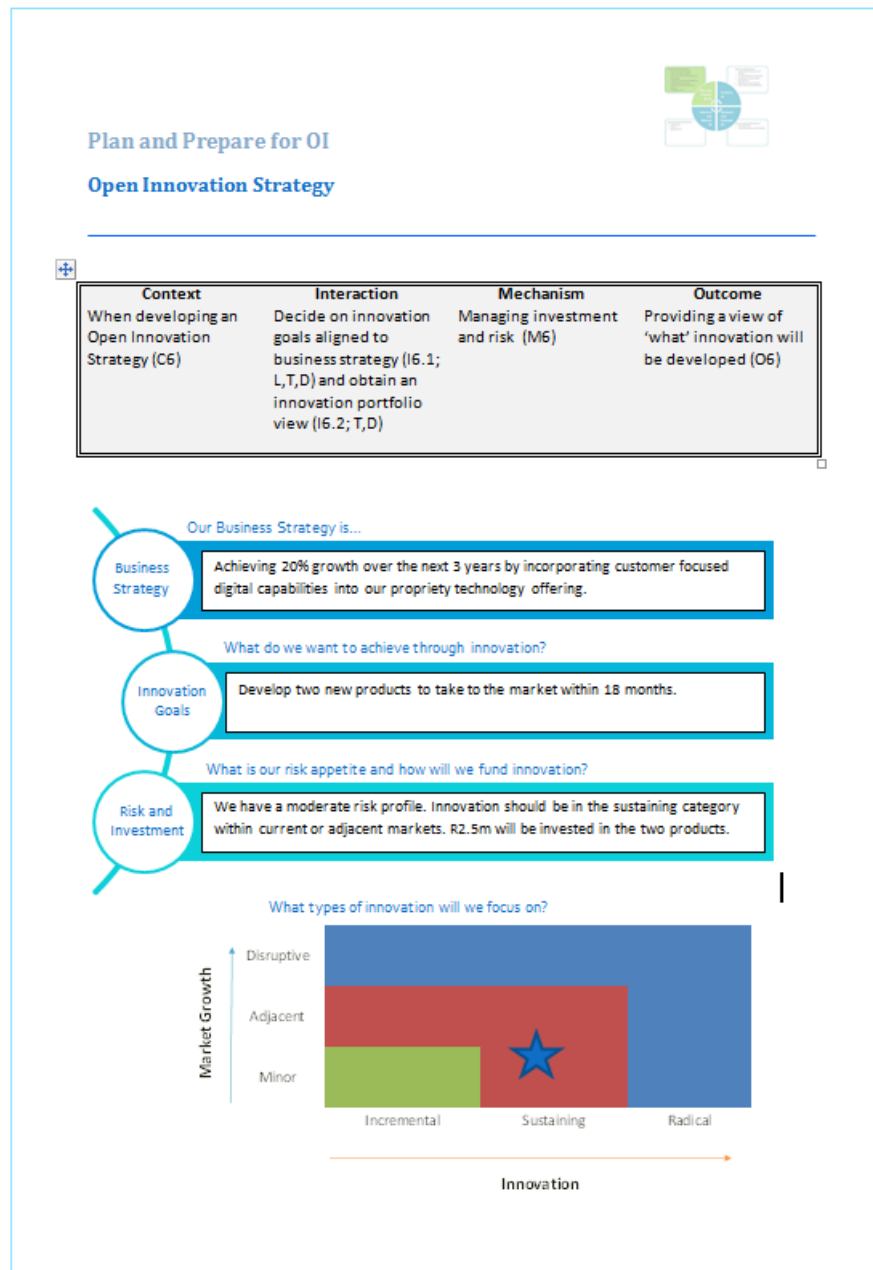 Plan and Prepare for OI
Open Innovation Strategy
Context
When developing an
Open Innovation
Strategy (C6)
Interaction
Decide on innovation
goals aligned to
business strategy (I6.1;
L,T,D) and obtain an
innovation portfolio
view (I6.2; T,D)
Mechanism
Managing investment
and risk (M6)
Outcome
Providing a view of
‘what’ innovation will
be developed (O6)
Our Business Strategy is...
Business
Strategy
Achieving 20% growth over the next 3 years by incorporating customer focused
digital capabilities into our propriety technology offering.
What do we want to achieve through innovation?
Innovation
Goals
Develop two new products to take to the market within 18 months.
What is our risk appetite and how will we fund innovation?
Risk and
Investment
We have a moderate risk profile. Innovation should be in the sustaining category
within current or adjacent markets. R2.5m will be invested in the two products.
What types of innovation will we focus on?
Market Growth
Disruptive
Adjacent
Minor
Incremental
Sustaining
Radical
Innovation